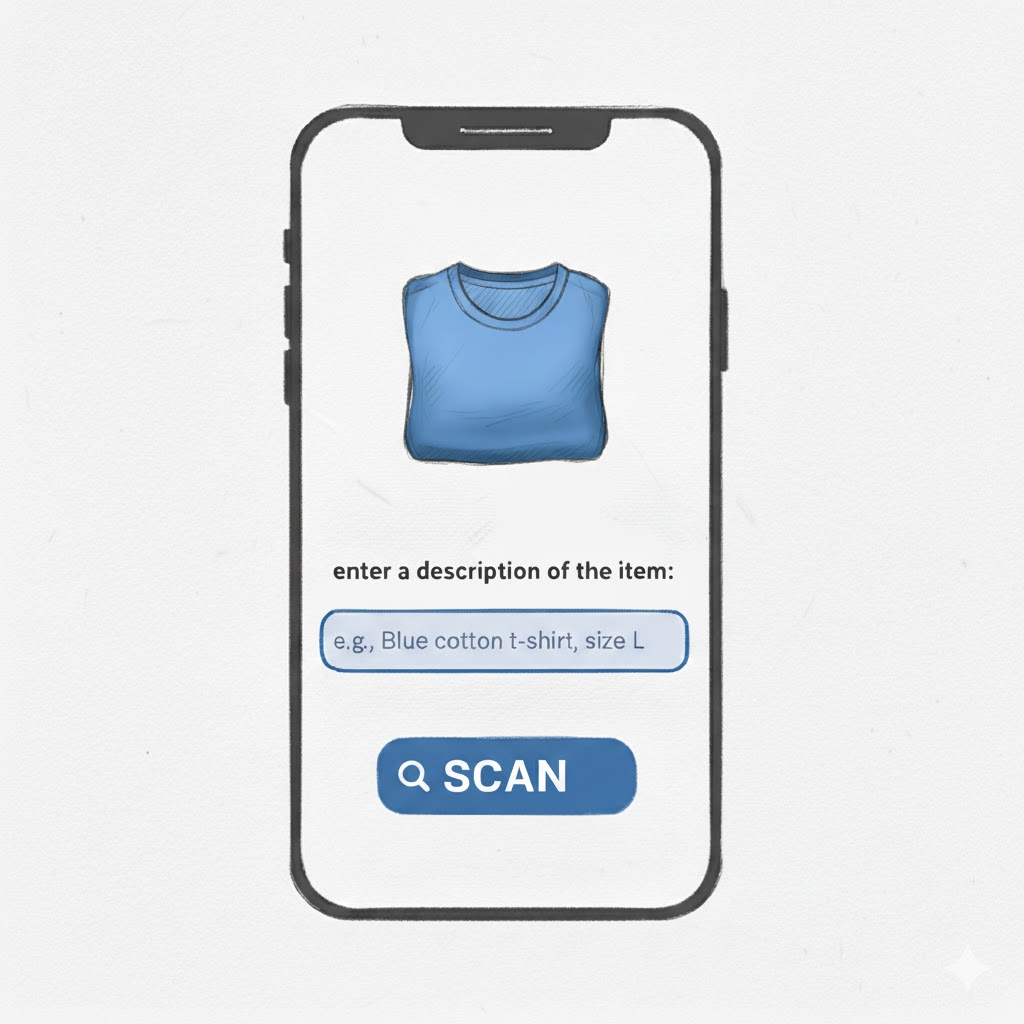 enter a description of the item:
e.g., Blue cotton t-shirt, size L
SCAN